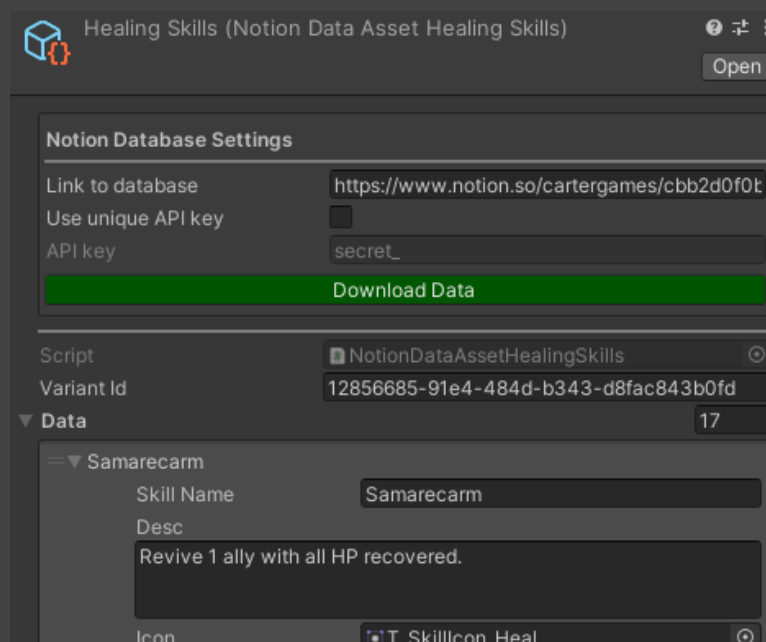 Healing Skills (Notion Data Asset Healing Skills)
Open
Notion Database Settings
Link to database https://www.notion.so/cartergames/cbb2d0f0b
Use unique API key
API key secret_
Download Data
Script NotionDataAssetHealingSkills
Variant Id 12856685-91e4-484d-b343-d8fac843b0fd
Data 17
Samarecarm
Skill Name Samarecarm
Desc
Revive 1 ally with all HP recovered.
Icon T_SkillIcon_Heal